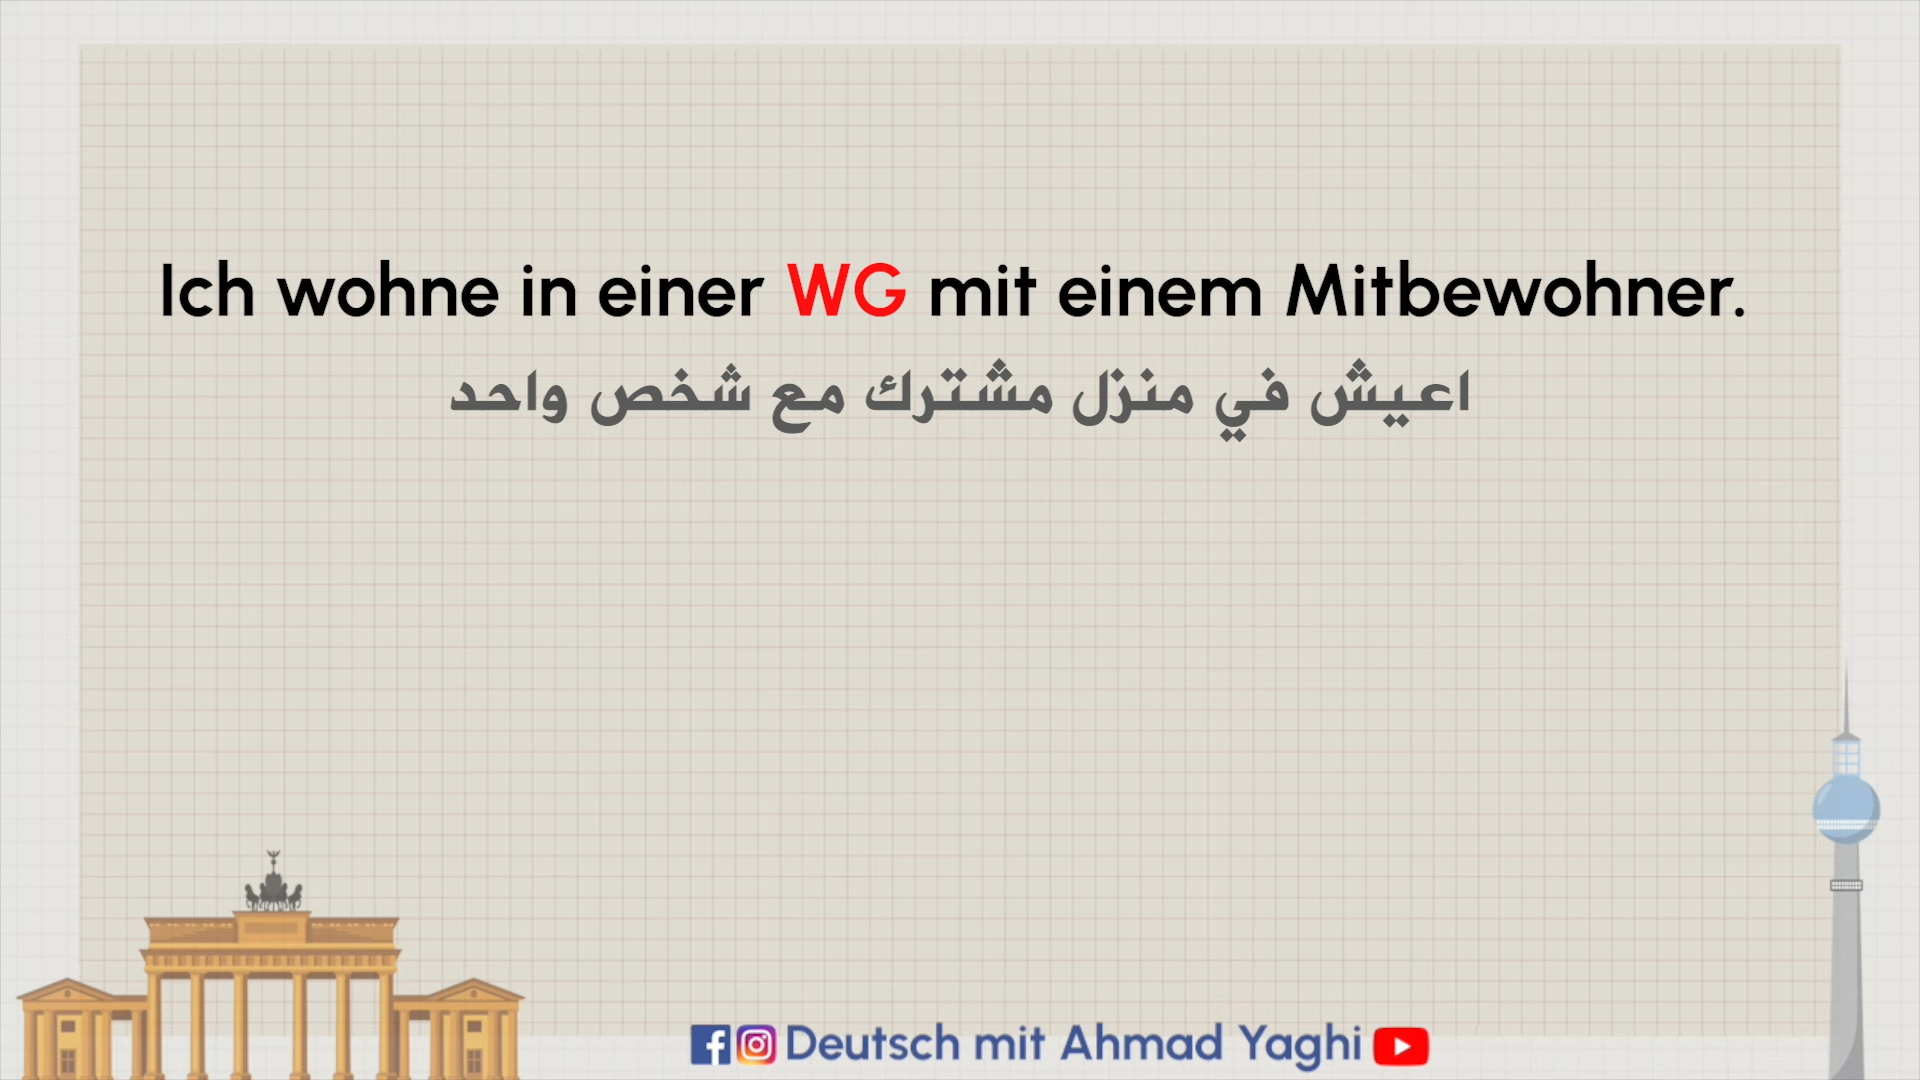 Ich wohne in einer WG mit einem Mitbewohner.
اعيش في منزل مشترك مع شخص واحد
Deutsch mit Ahmad Yaghi